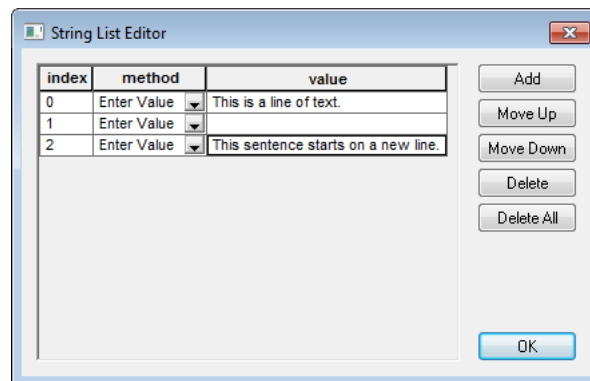 String List Editor
index method value
0 Enter Value This is a line of text.
1 Enter Value
2 Enter Value This sentence starts on a new line.
Add
Move Up
Move Down
Delete
Delete All
OK